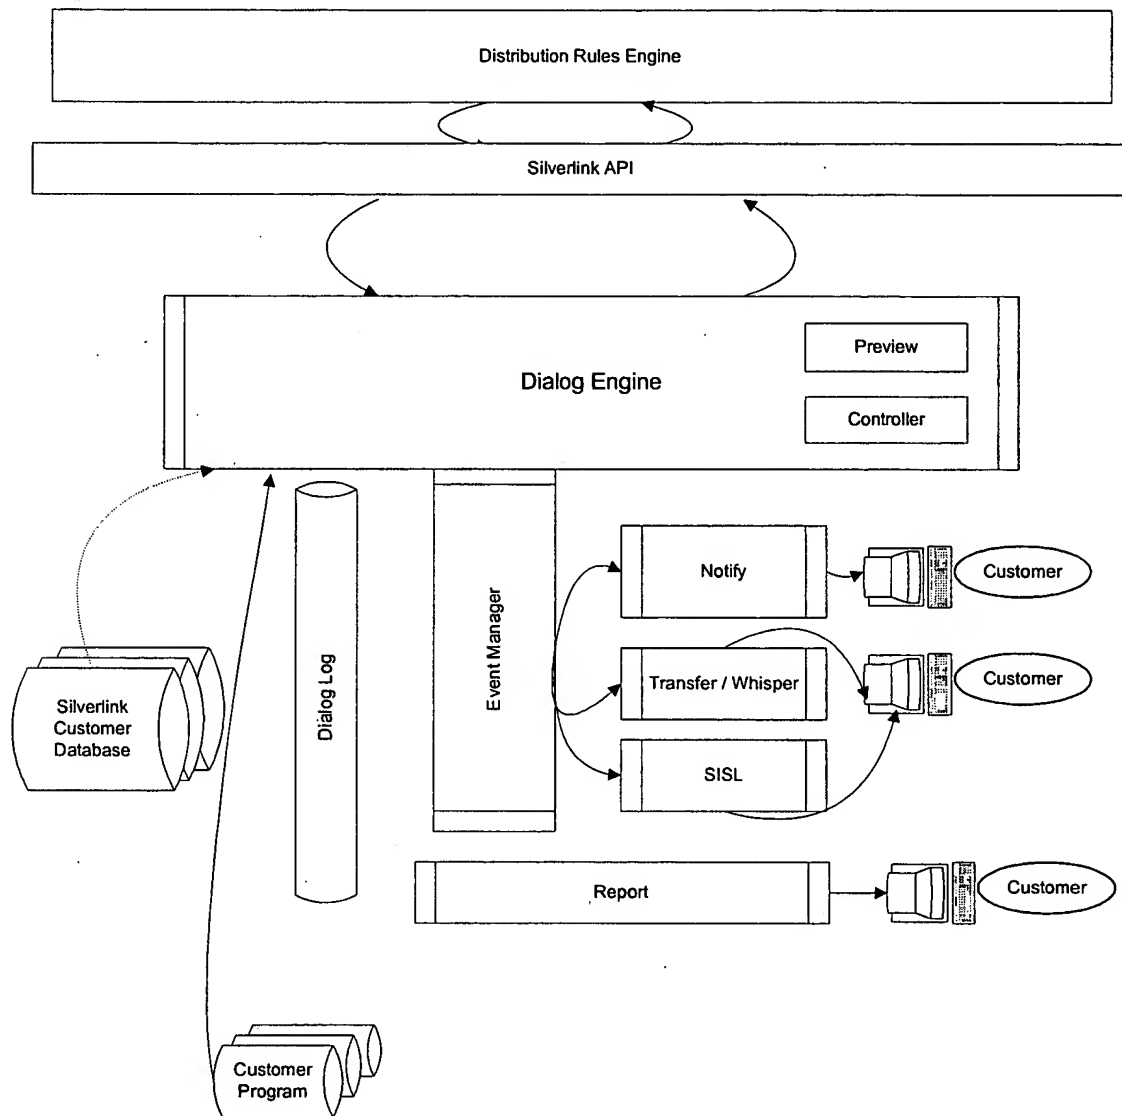 Distribution Rules Engine
Silverlink API
Preview
Dialog Engine
Controller
Notify
Customer
Event Manager
Dialog Log
Transfer / Whisper
Customer
Silverlink
Customer
Database
SISL
Report
Customer
Customer
Program